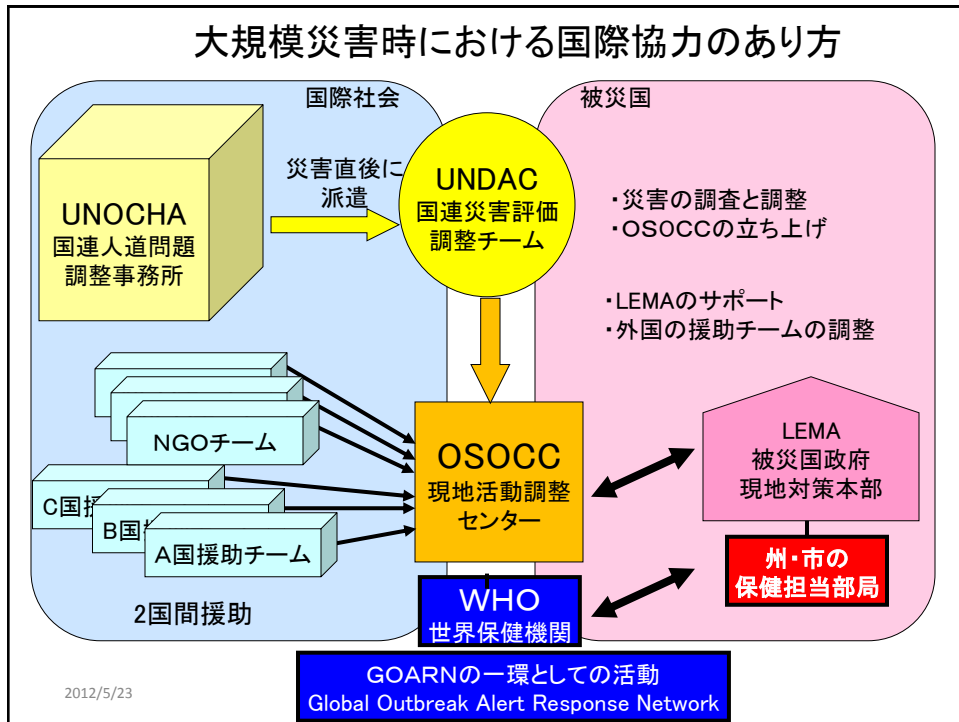 大規模災害時における国際協力のあり方
国際社会
被災国
UNOCHA
国連人道問題
調整事務所
災害直後に
派遣
UNDAC
国連災害評価
調整チーム
・災害の調査と調整
・OSOCCの立ち上げ
・LEMAのサポート
・外国の援助チームの調整
NGOチーム
C国援
B国
A国援助チーム
2国間援助
OSOCC
現地活動調整
センター
LEMA
被災国政府
現地対策本部
州・市の
保健担当部局
WHO
世界保健機関
GOARNの一環としての活動
Global Outbreak Alert Response Network
2012/5/23